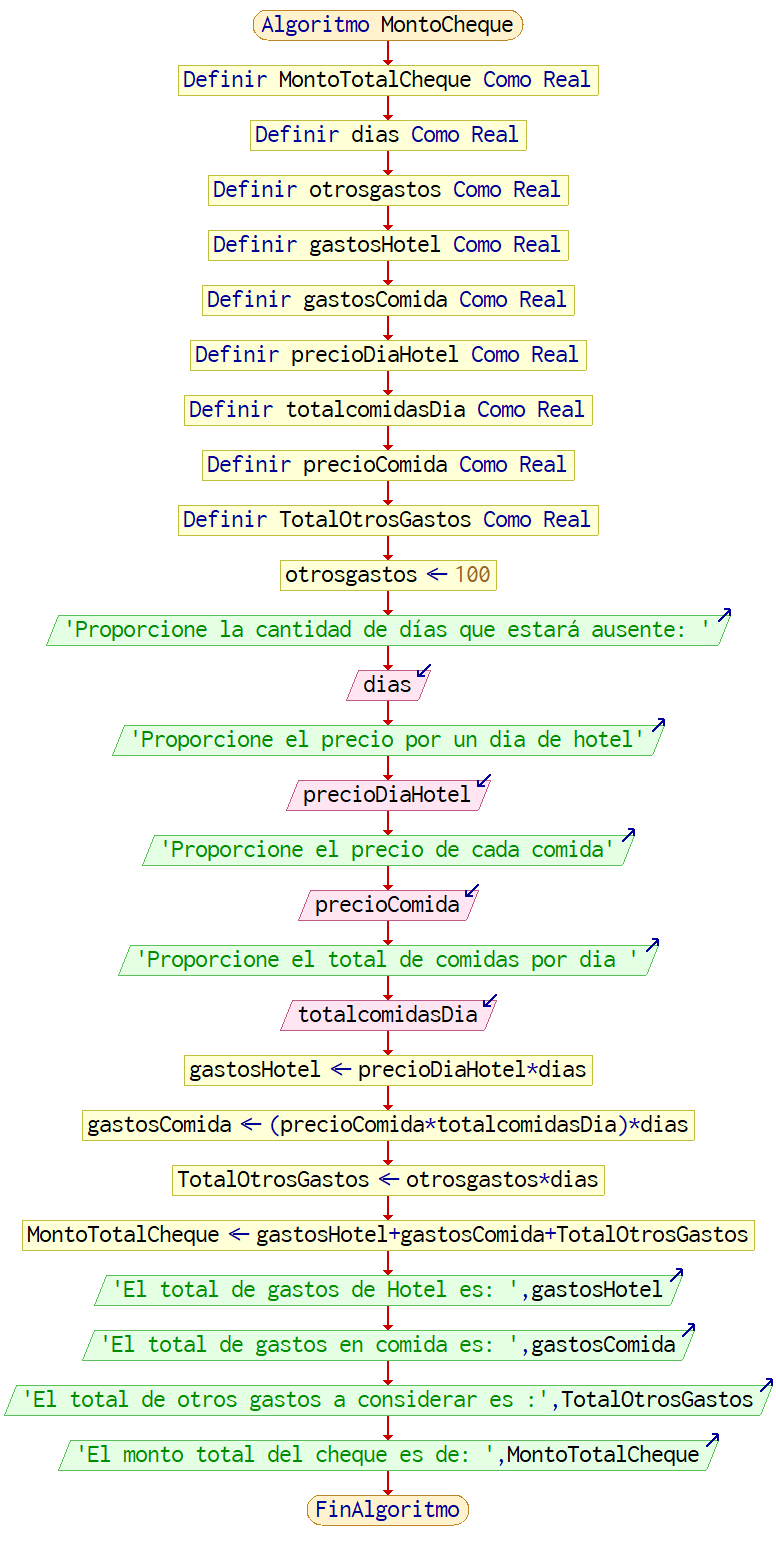 Algoritmo MontoCheque
Definir MontoTotalCheque Como Real
Definir dias Como Real
Definir otrosgastos Como Real
Definir gastosHotel Como Real
Definir gastosComida Como Real
Definir precioDiaHotel Como Real
Definir totalcomidasDia Como Real
Definir precioComida Como Real
Definir TotalOtrosGastos Como Real
otrosgastos ← 100
'Proporcione la cantidad de días que estará ausente: '
dias
'Proporcione el precio por un dia de hotel'
precioDiaHotel
'Proporcione el precio de cada comida'
precioComida
'Proporcione el total de comidas por dia '
totalcomidasDia
gastosHotel ← precioDiaHotel*dias
gastosComida ← (precioComida*totalcomidasDia)*dias
TotalOtrosGastos ← otrosgastos*dias
MontoTotalCheque ← gastosHotel+gastosComida+TotalOtrosGastos
'El total de gastos de Hotel es: ',gastosHotel
'El total de gastos en comida es: ',gastosComida
'El total de otros gastos a considerar es :',TotalOtrosGastos
'El monto total del cheque es de: ',MontoTotalCheque
FinAlgoritmo